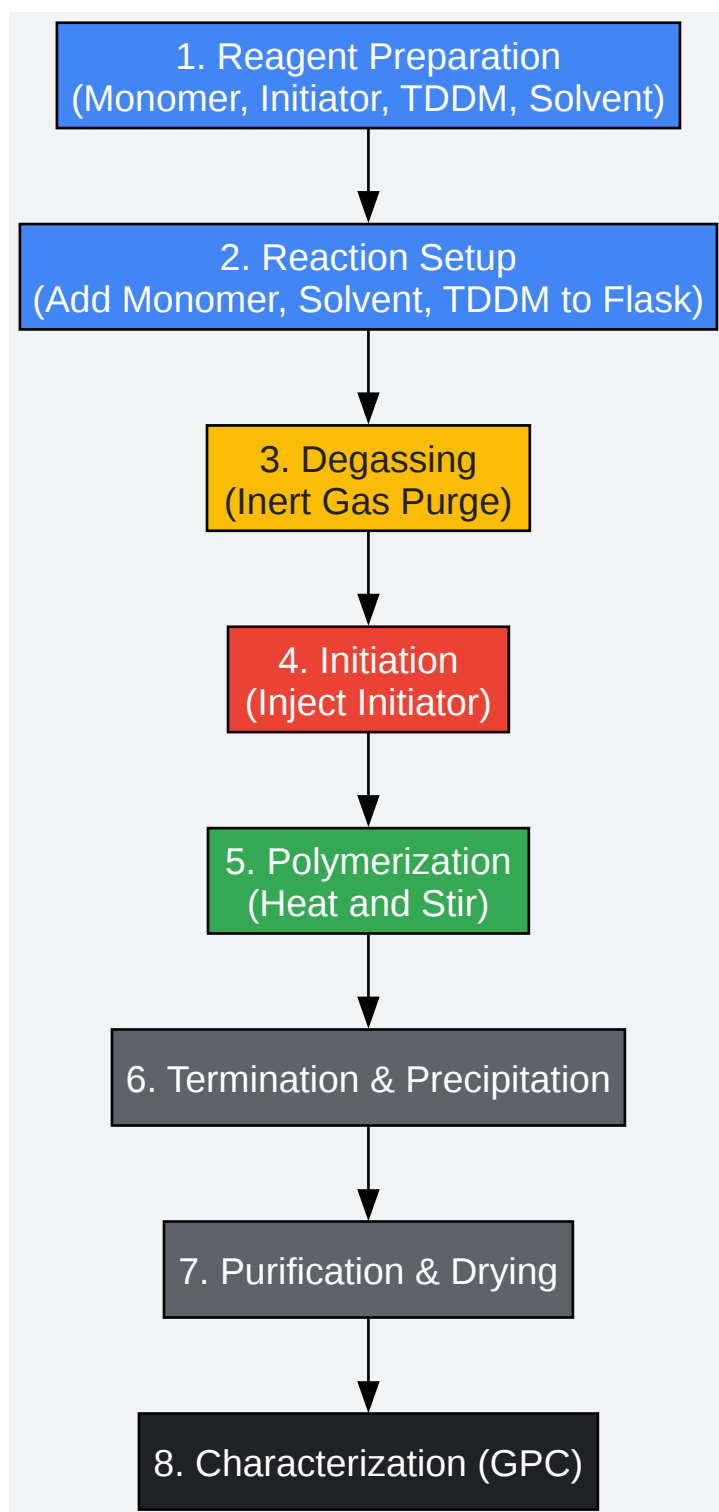 1. Reagent Preparation
(Monomer, Initiator, TDDM, Solvent)
2. Reaction Setup
(Add Monomer, Solvent, TDDM to Flask)
3. Degassing
(Inert Gas Purge)
4. Initiation
(Inject Initiator)
5. Polymerization
(Heat and Stir)
6. Termination & Precipitation
7. Purification & Drying
8. Characterization (GPC)